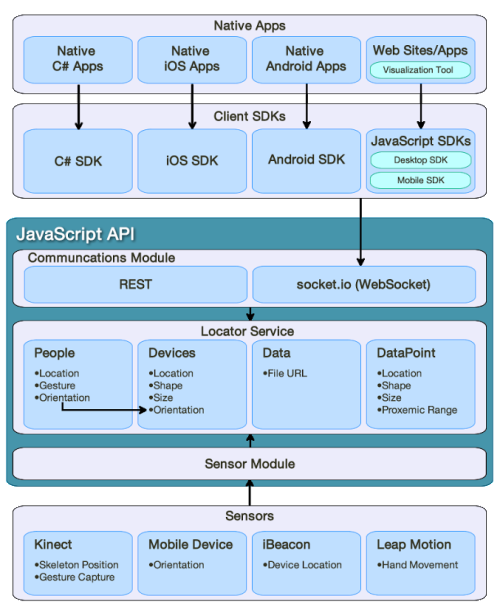 Native Apps
Native
C# Apps
Native
iOS Apps
Native
Android Apps
Web Sites/Apps
Visualization Tool
Client SDKs
C# SDK
iOS SDK
Android SDK
JavaScript SDKs
Desktop SDK
Mobile SDK
JavaScript API
Communcations Module
REST
socket.io (WebSocket)
Locator Service
People
•Location
•Gesture
•Orientation
Devices
•Location
•Shape
•Size
•Orientation
Data
•File URL
DataPoint
•Location
•Shape
•Size
•Proxemic Range
Sensor Module
Sensors
Kinect
•Skeleton Position
•Gesture Capture
Mobile Device
•Orientation
iBeacon
•Device Location
Leap Motion
•Hand Movement